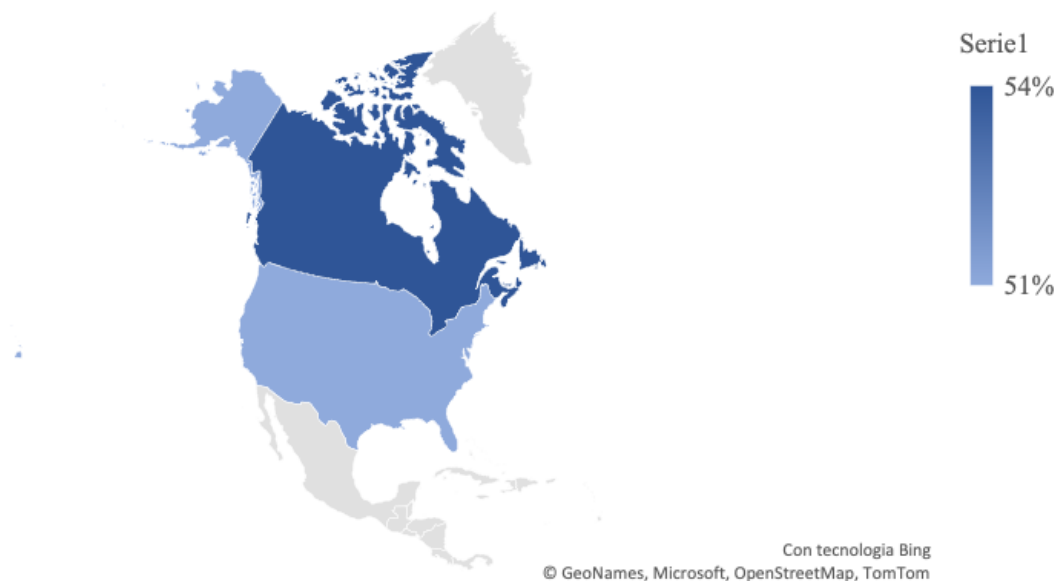 Serie1
54%
51%
Con tecnologia Bing
© GeoNames, Microsoft, OpenStreetMap, TomTom